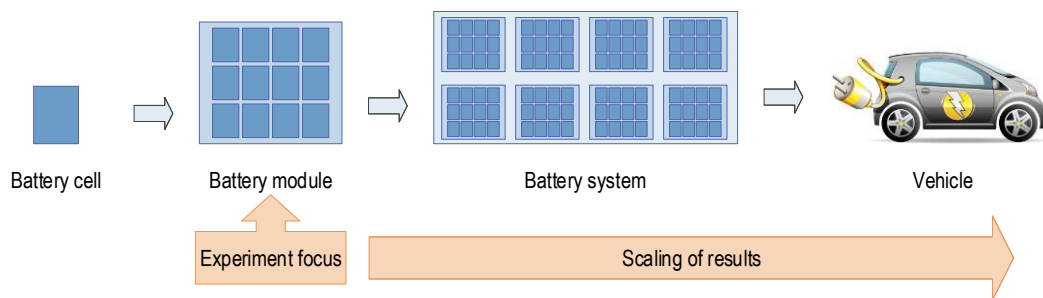 Battery cell
Battery module
Battery system
Vehicle
Experiment focus
Scaling of results